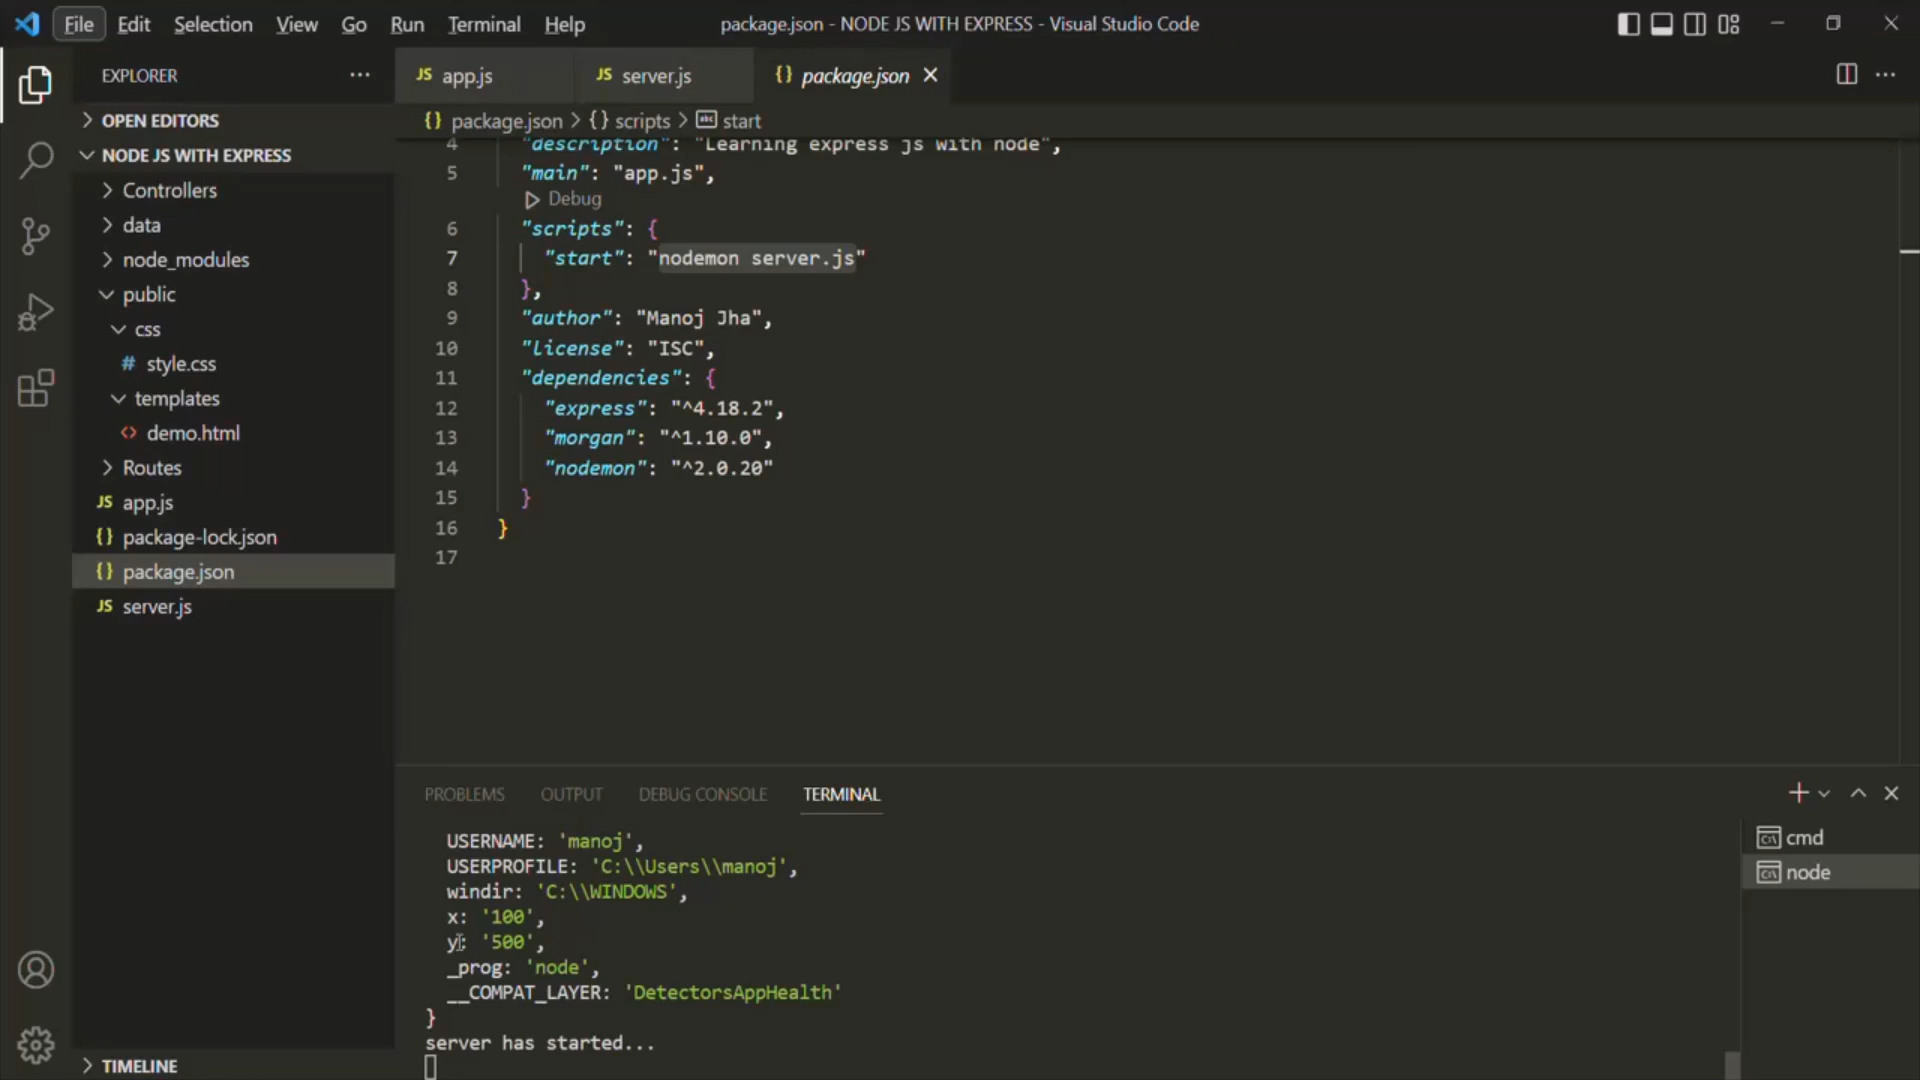 File Edit Selection View Go Run Terminal Help package.json - NODE JS WITH EXPRESS - Visual Studio Code
EXPLORER
OPEN EDITORS
NODE JS WITH EXPRESS
Controllers
data
node_modules
public
css
# style.css
templates
<> demo.html
Routes
JS app.js
{} package-lock.json
{} package.json
JS server.js
TIMELINE
JS app.js JS server.js {} package.json
{} package.json > {} scripts > abc start
4 "description": "Learning express js with node",
5 "main": "app.js",
Debug
6 "scripts": {
7 "start": "nodemon server.js"
8 },
9 "author": "Manoj Jha",
10 "license": "ISC",
11 "dependencies": {
12 "express": "^4.18.2",
13 "morgan": "^1.10.0",
14 "nodemon": "^2.0.20"
15 }
16 }
17
PROBLEMS OUTPUT DEBUG CONSOLE TERMINAL
USERNAME: 'manoj',
USERPROFILE: 'C:\\Users\\manoj',
windir: 'C:\\WINDOWS',
x: '100',
y: '500',
_prog: 'node',
__COMPAT_LAYER: 'DetectorsAppHealth'
}
server has started...
cmd
node